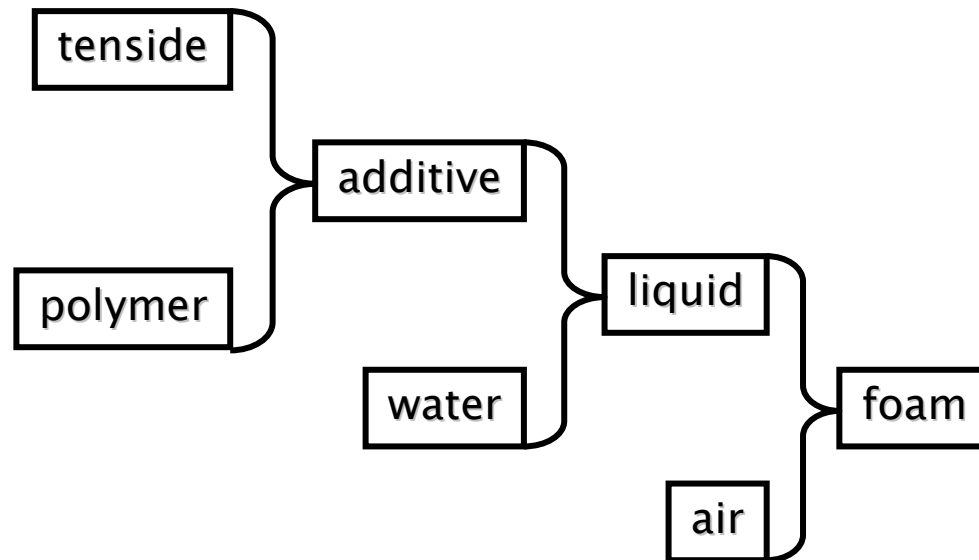 tenside
additive
polymer
liquid
water
foam
air